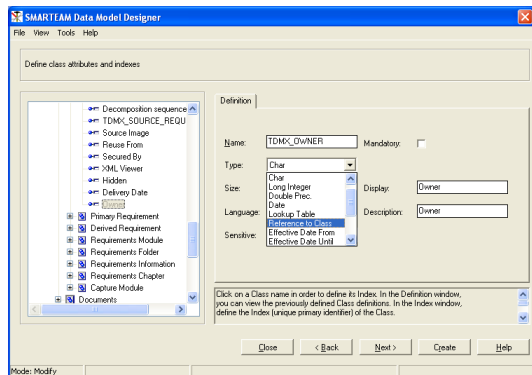 SMARTEAM Data Model Designer
File View Tools Help
Define class attributes and indexes
Decomposition sequence
TDMX_SOURCE_REQU
Source Image
Reuse From
Secured By
XML Viewer
Hidden
Delivery Date
Owner
Primary Requirement
Derived Requirement
Requirements Module
Requirements Folder
Requirements Information
Requirements Chapter
Capture Module
Documents
Definition
Name: TDMX_OWNER Mandatory:
Type: Char
Char
Long Integer
Double Prec.
Date
Lookup Table
Reference to Class
Effective Date From
Effective Date Until
Size: Display: Owner
Language: Description: Owner
Sensitive:
Click on a Class name in order to define its Index. In the Definition window,
you can view the previously defined Class definitions. In the Index window,
define the Index (unique primary identifier) of the Class.
Close < Back Next > Create Help
Mode: Modify